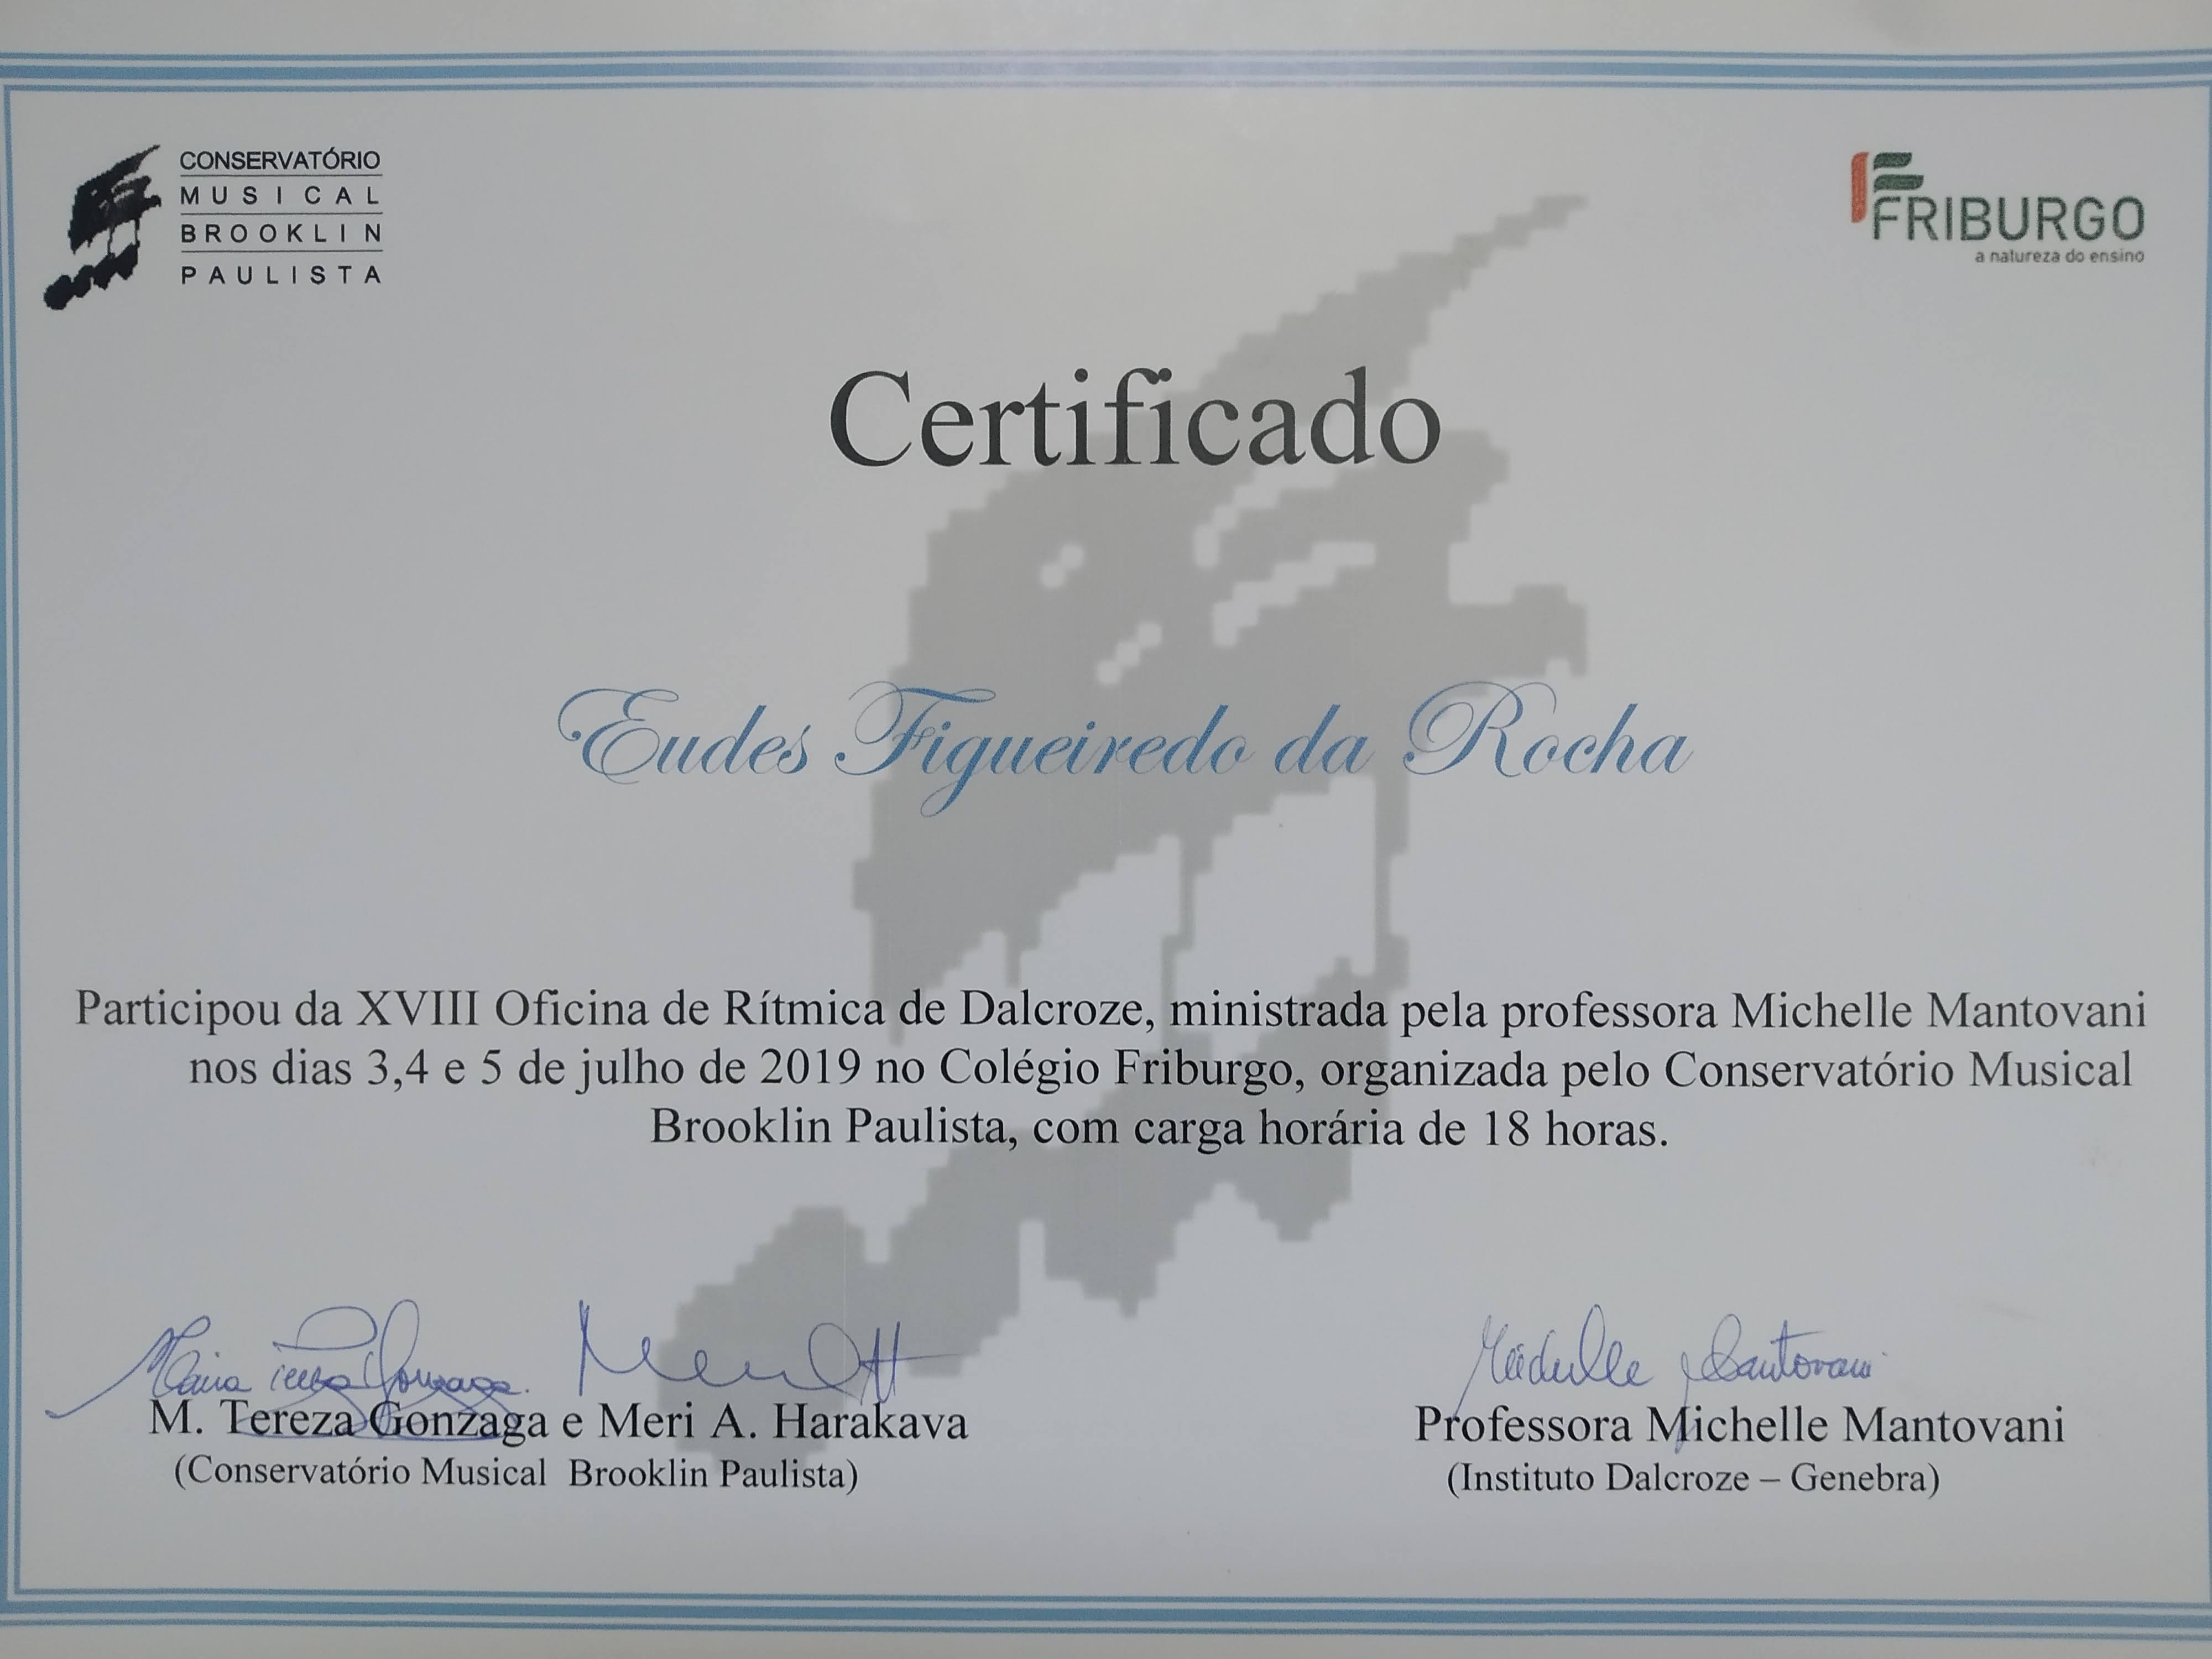 CONSERVATÓRIO
MUSICAL
BROOKLIN
PAULISTA
FRIBURGO
a natureza do ensino
Certificado
Eudes Figueiredo da Rocha
Participou da XVIII Oficina de Rítmica de Dalcroze, ministrada pela professora Michelle Mantovani
nos dias 3,4 e 5 de julho de 2019 no Colégio Friburgo, organizada pelo Conservatório Musical
Brooklin Paulista, com carga horária de 18 horas.
Maria Tereza Gonzaga.
Michelle Mantovani
M. Tereza Gonzaga e Meri A. Harakava
(Conservatório Musical Brooklin Paulista)
Professora Michelle Mantovani
(Instituto Dalcroze – Genebra)